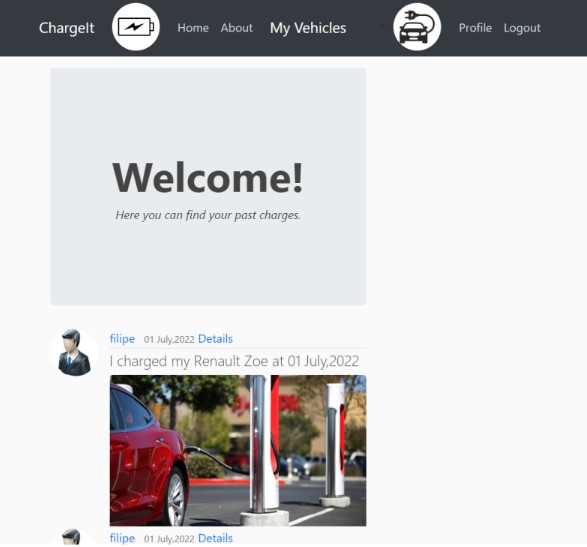 ChargeIt Home About My Vehicles Profile Logout
Welcome!
Here you can find your past charges.
filipe 01 July,2022 Details
I charged my Renault Zoe at 01 July,2022
filipe 01 July,2022 Details